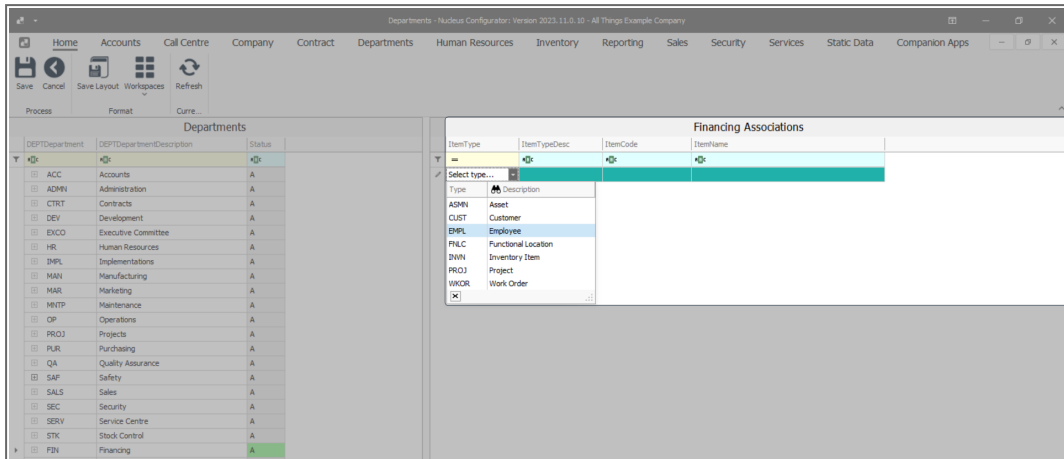 Departments - Nucleus Configurator: Version 2023.11.0.10 - All Things Example Company
Home Accounts Call Centre Company Contract Departments Human Resources Inventory Reporting Sales Security Services Static Data Companion Apps
Save Cancel Save Layout Workspaces Refresh
Process Format Curre...
Departments
DEPTDepartment DEPTDepartmentDescription Status
ACC Accounts A
ADMN Administration A
CTRT Contracts A
DEV Development A
EXCO Executive Committee A
HR Human Resources A
IMPL Implementations A
MAN Manufacturing A
MAR Marketing A
MNTP Maintenance A
OP Operations A
PROJ Projects A
PUR Purchasing A
QA Quality Assurance A
SAF Safety A
SALS Sales A
SEC Security A
SERV Service Centre A
STK Stock Control A
FIN Financing A
Financing Associations
ItemType ItemTypeDesc ItemCode ItemName
=
Select type...
Type Description
ASMN Asset
CUST Customer
EMPL Employee
FNLC Functional Location
INVN Inventory Item
PROJ Project
WKOR Work Order